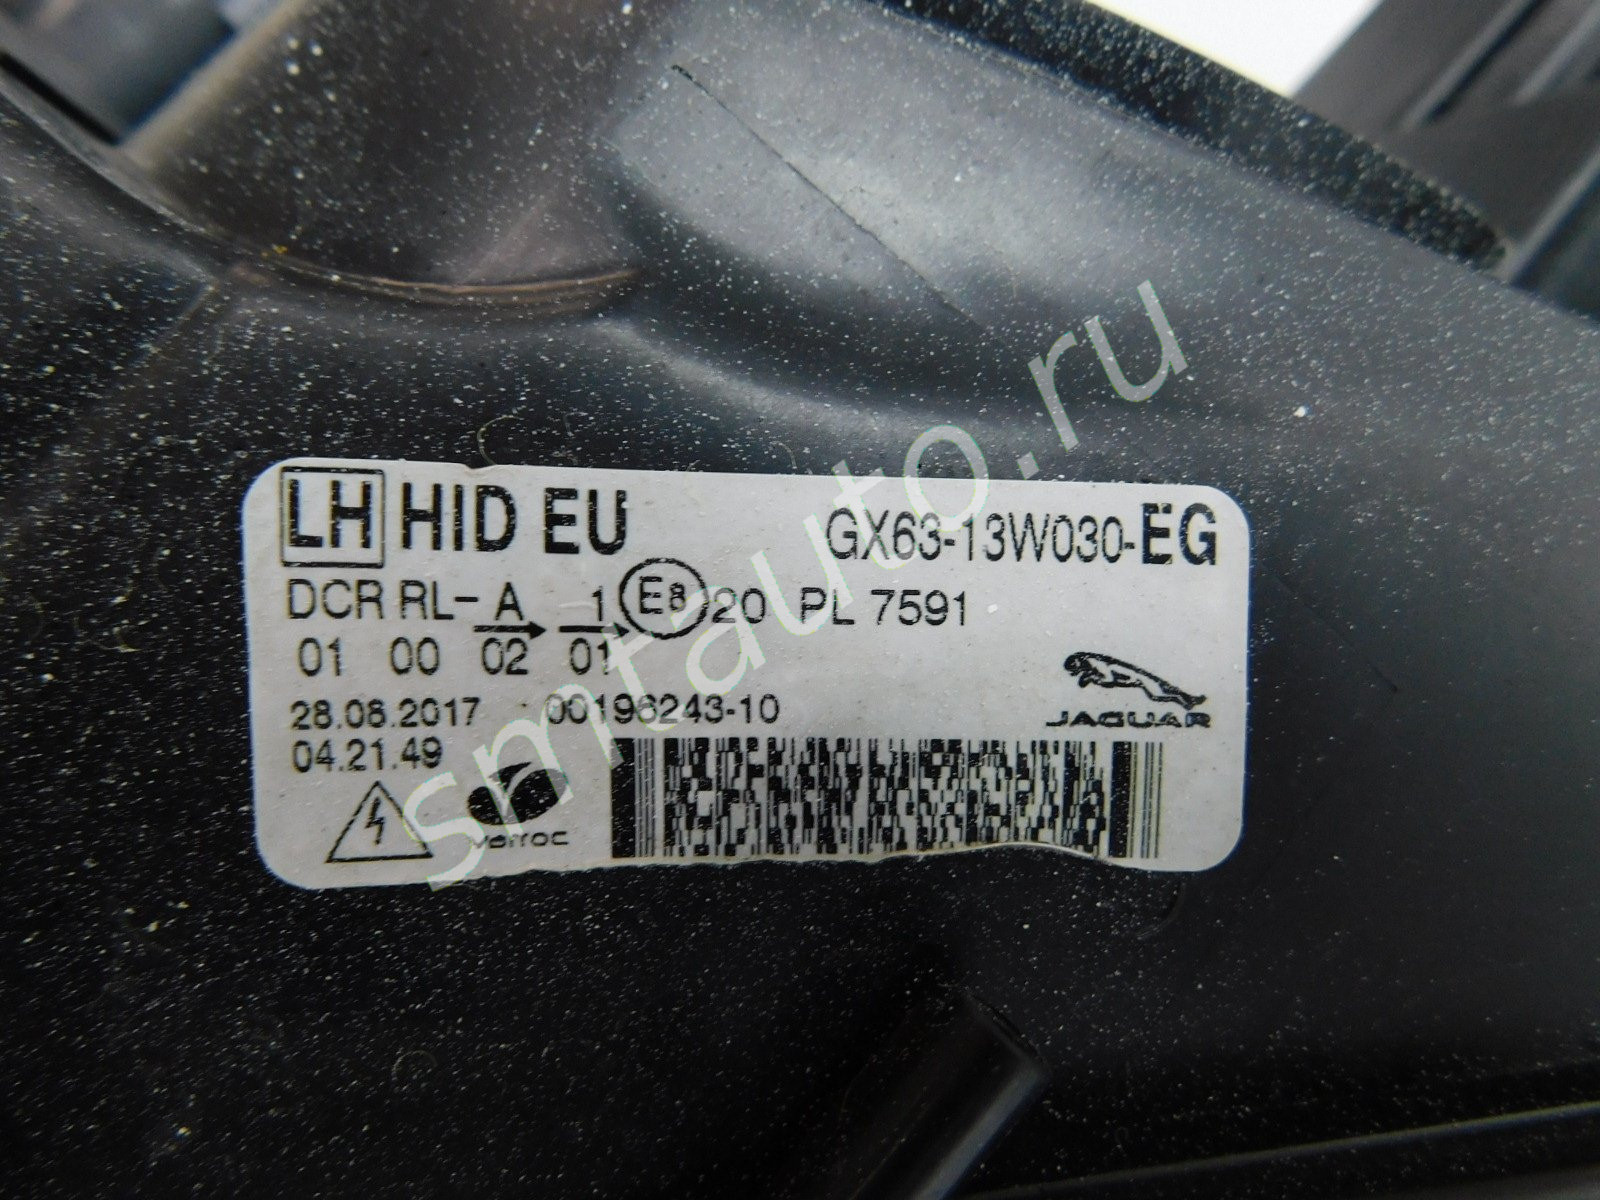 LH HID EU GX63-13W030-EG
DCR RL-A 1 E8 20 PL 7591
01 00 02 01
28.08.2017 00196243-10
JAGUAR
04.21.49
varroc
smtauto.ru